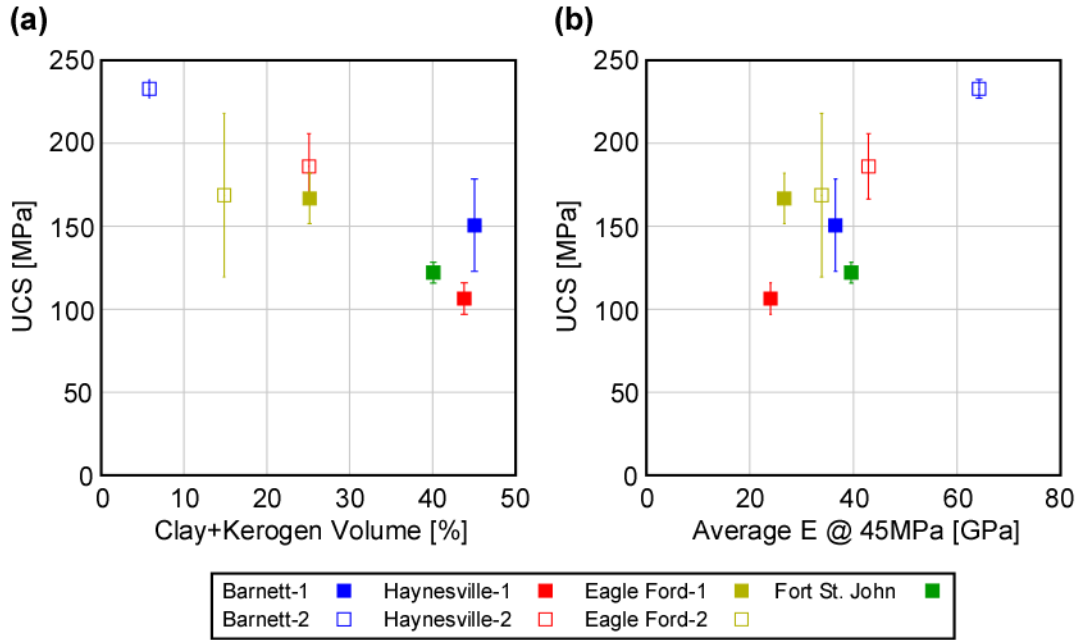 (a)
(b)
250
200
150
100
50
0
UCS [MPa]
0 10 20 30 40 50
Clay+Kerogen Volume [%]
250
200
150
100
50
0
UCS [MPa]
0 20 40 60 80
Average E @ 45MPa [GPa]
Barnett-1 Haynesville-1 Eagle Ford-1 Fort St. John
Barnett-2 Haynesville-2 Eagle Ford-2